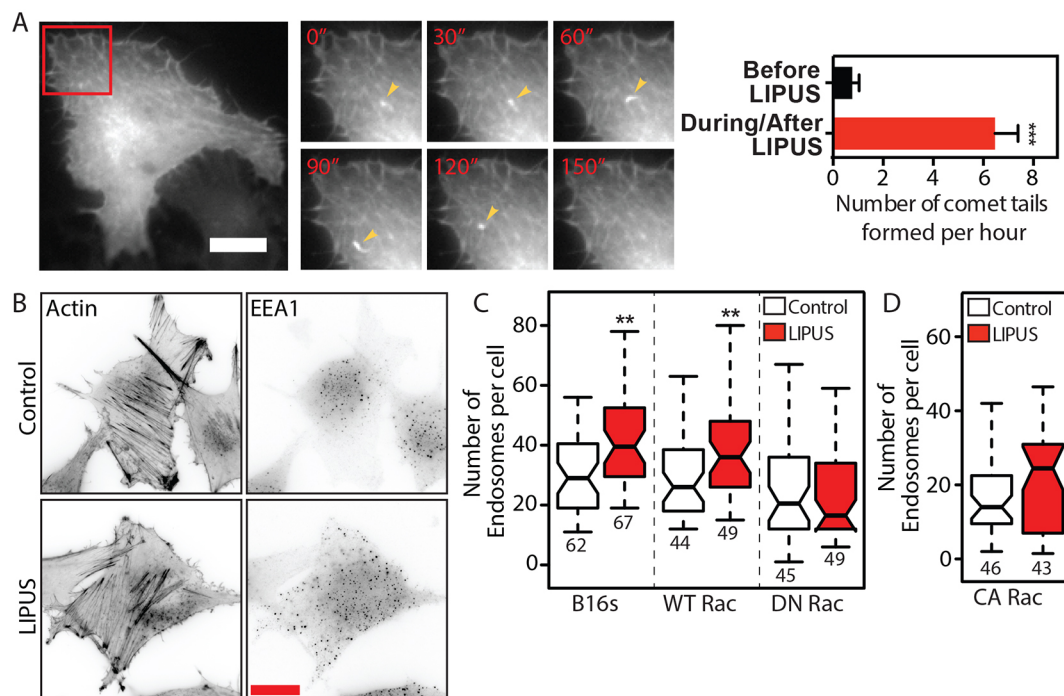 A
0″
30″
60″
90″
120″
150″
Before
LIPUS
During/After
LIPUS
***
0
2
4
6
8
Number of comet tails
formed per hour
B
Actin
EEA1
Control
LIPUS
C
Number of
Endosomes per cell
80
60
40
20
0
Control
LIPUS
**
**
62
67
44
49
45
49
B16s
WT Rac
DN Rac
D
Number of
Endosomes per cell
60
40
20
0
Control
LIPUS
46
43
CA Rac